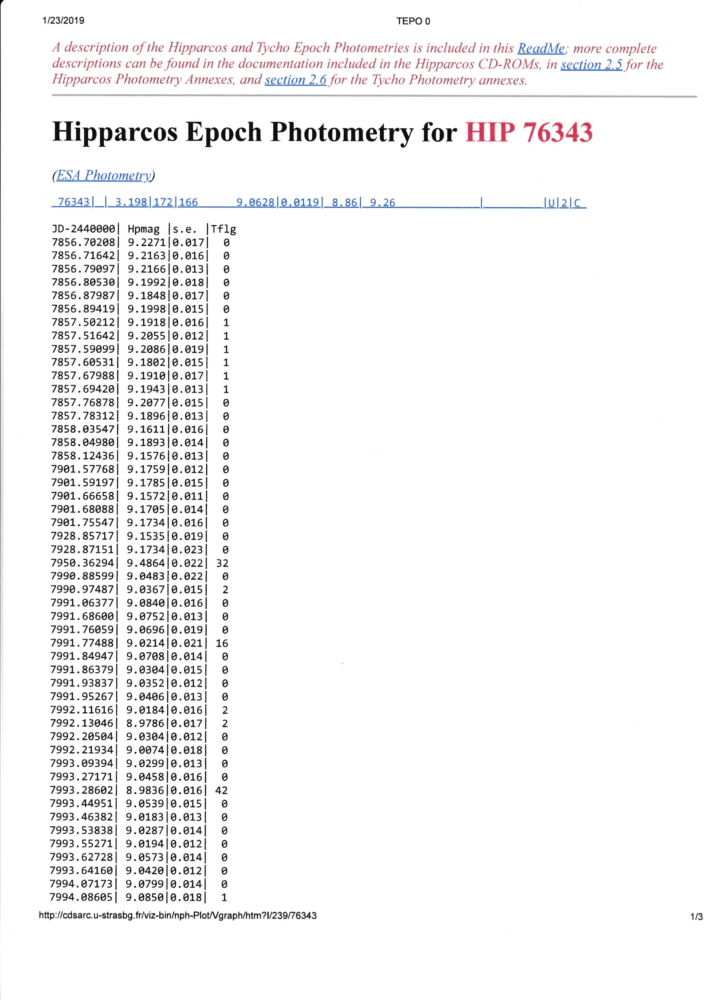 1/23/2019 TEPO 0
A description of the Hipparcos and Tycho Epoch Photometries is included in this ReadMe; more complete
descriptions can be found in the documentation included in the Hipparcos CD-ROMs, in section 2.5 for the
Hipparcos Photometry Annexes, and section 2.6 for the Tycho Photometry annexes.
Hipparcos Epoch Photometry for HIP 76343
(ESA Photometry)
76343| | 3.198|172|166 9.0628|0.0119| 8.86| 9.26 | |U|2|C
JD-2440000| Hpmag |s.e. |Tflg
7856.70208| 9.2271|0.017| 0
7856.71642| 9.2163|0.016| 0
7856.79097| 9.2166|0.013| 0
7856.80530| 9.1992|0.018| 0
7856.87987| 9.1848|0.017| 0
7856.89419| 9.1998|0.015| 0
7857.50212| 9.1918|0.016| 1
7857.51642| 9.2055|0.012| 1
7857.59099| 9.2086|0.019| 1
7857.60531| 9.1802|0.015| 1
7857.67988| 9.1910|0.017| 1
7857.69420| 9.1943|0.013| 1
7857.76878| 9.2077|0.015| 0
7857.78312| 9.1896|0.013| 0
7858.03547| 9.1611|0.016| 0
7858.04980| 9.1893|0.014| 0
7858.12436| 9.1576|0.013| 0
7901.57768| 9.1759|0.012| 0
7901.59197| 9.1785|0.015| 0
7901.66658| 9.1572|0.011| 0
7901.68088| 9.1705|0.014| 0
7901.75547| 9.1734|0.016| 0
7928.85717| 9.1535|0.019| 0
7928.87151| 9.1734|0.023| 0
7950.36294| 9.4864|0.022| 32
7990.88599| 9.0483|0.022| 0
7990.97487| 9.0367|0.015| 2
7991.06377| 9.0840|0.016| 0
7991.68600| 9.0752|0.013| 0
7991.76059| 9.0696|0.019| 0
7991.77488| 9.0214|0.021| 16
7991.84947| 9.0708|0.014| 0
7991.86379| 9.0304|0.015| 0
7991.93837| 9.0352|0.012| 0
7991.95267| 9.0406|0.013| 0
7992.11616| 9.0184|0.016| 2
7992.13046| 8.9786|0.017| 2
7992.20504| 9.0304|0.012| 0
7992.21934| 9.0074|0.018| 0
7993.09394| 9.0299|0.013| 0
7993.27171| 9.0458|0.016| 0
7993.28602| 8.9836|0.016| 42
7993.44951| 9.0539|0.015| 0
7993.46382| 9.0183|0.013| 0
7993.53838| 9.0287|0.014| 0
7993.55271| 9.0194|0.012| 0
7993.62728| 9.0573|0.014| 0
7993.64160| 9.0420|0.012| 0
7994.07173| 9.0799|0.014| 0
7994.08605| 9.0850|0.018| 1
http://cdsarc.u-strasbg.fr/viz-bin/nph-Plot/Vgraph/htm?I/239/76343 1/3